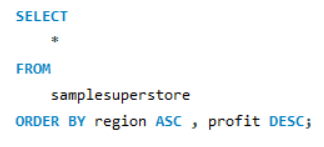 SELECT
    *
FROM
    samplesuperstore
ORDER BY region ASC , profit DESC;